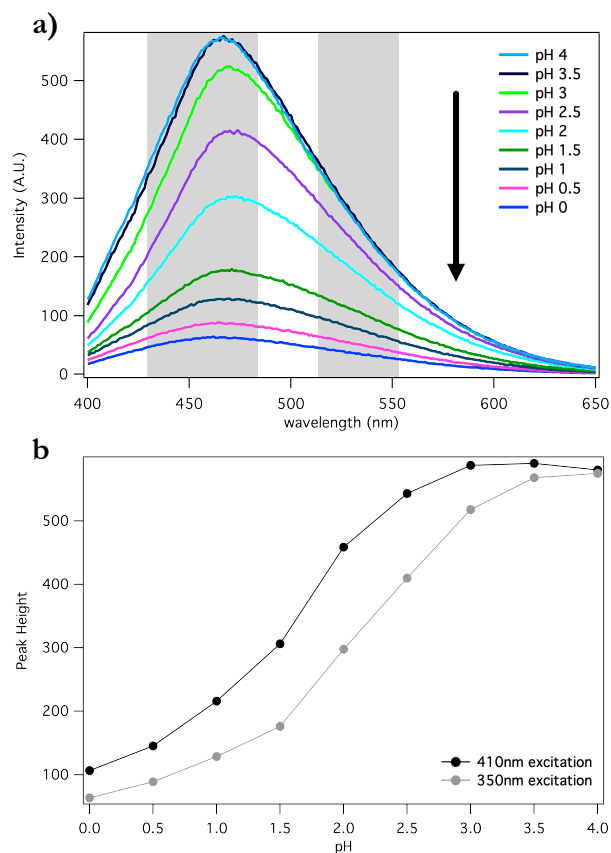 a)
500
400
300
200
100
0
Intensity (A.U.)
pH 4
pH 3.5
pH 3
pH 2.5
pH 2
pH 1.5
pH 1
pH 0.5
pH 0
400 450 500 550 600 650
wavelength (nm)
b
500
400
300
200
100
Peak Height
410nm excitation
350nm excitation
0.0 0.5 1.0 1.5 2.0 2.5 3.0 3.5 4.0
pH